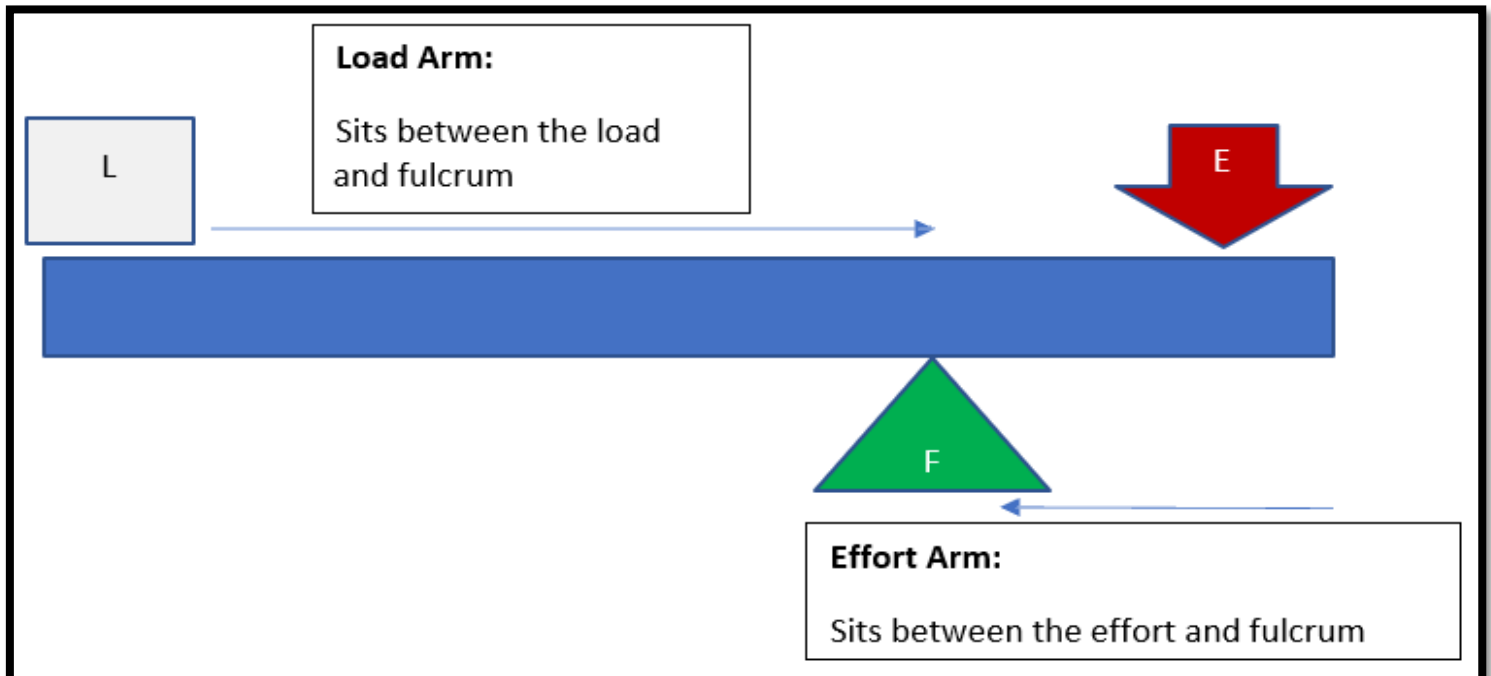 Load Arm:
Sits between the load
and fulcrum
L
E
F
Effort Arm:
Sits between the effort and fulcrum